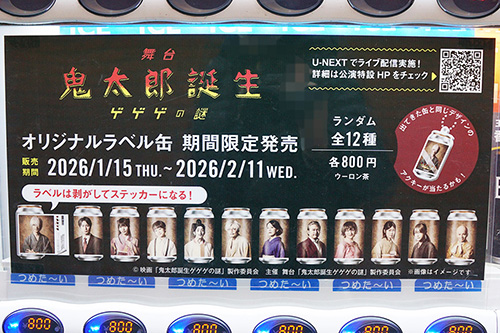 舞台
鬼太郎誕生
ゲゲゲの謎
U-NEXTでライブ配信実施!
詳細は公演特設HPをチェック▶
オリジナルラベル缶 期間限定発売
販売期間 2026/1/15 THU.~2026/2/11 WED.
ランダム
全12種
各800円
ウーロン茶
出てきた缶と同じデザインの
アクキーが当たるかも!
ラベルは剥がしてステッカーになる!
© 映画「鬼太郎誕生ゲゲゲの謎」製作委員会 主催 舞台「鬼太郎誕生ゲゲゲの謎」製作委員会 ※画像はイメージです
つめた〜い つめた〜い つめた〜い つめた〜い つめた〜い
800 800 800 800 800